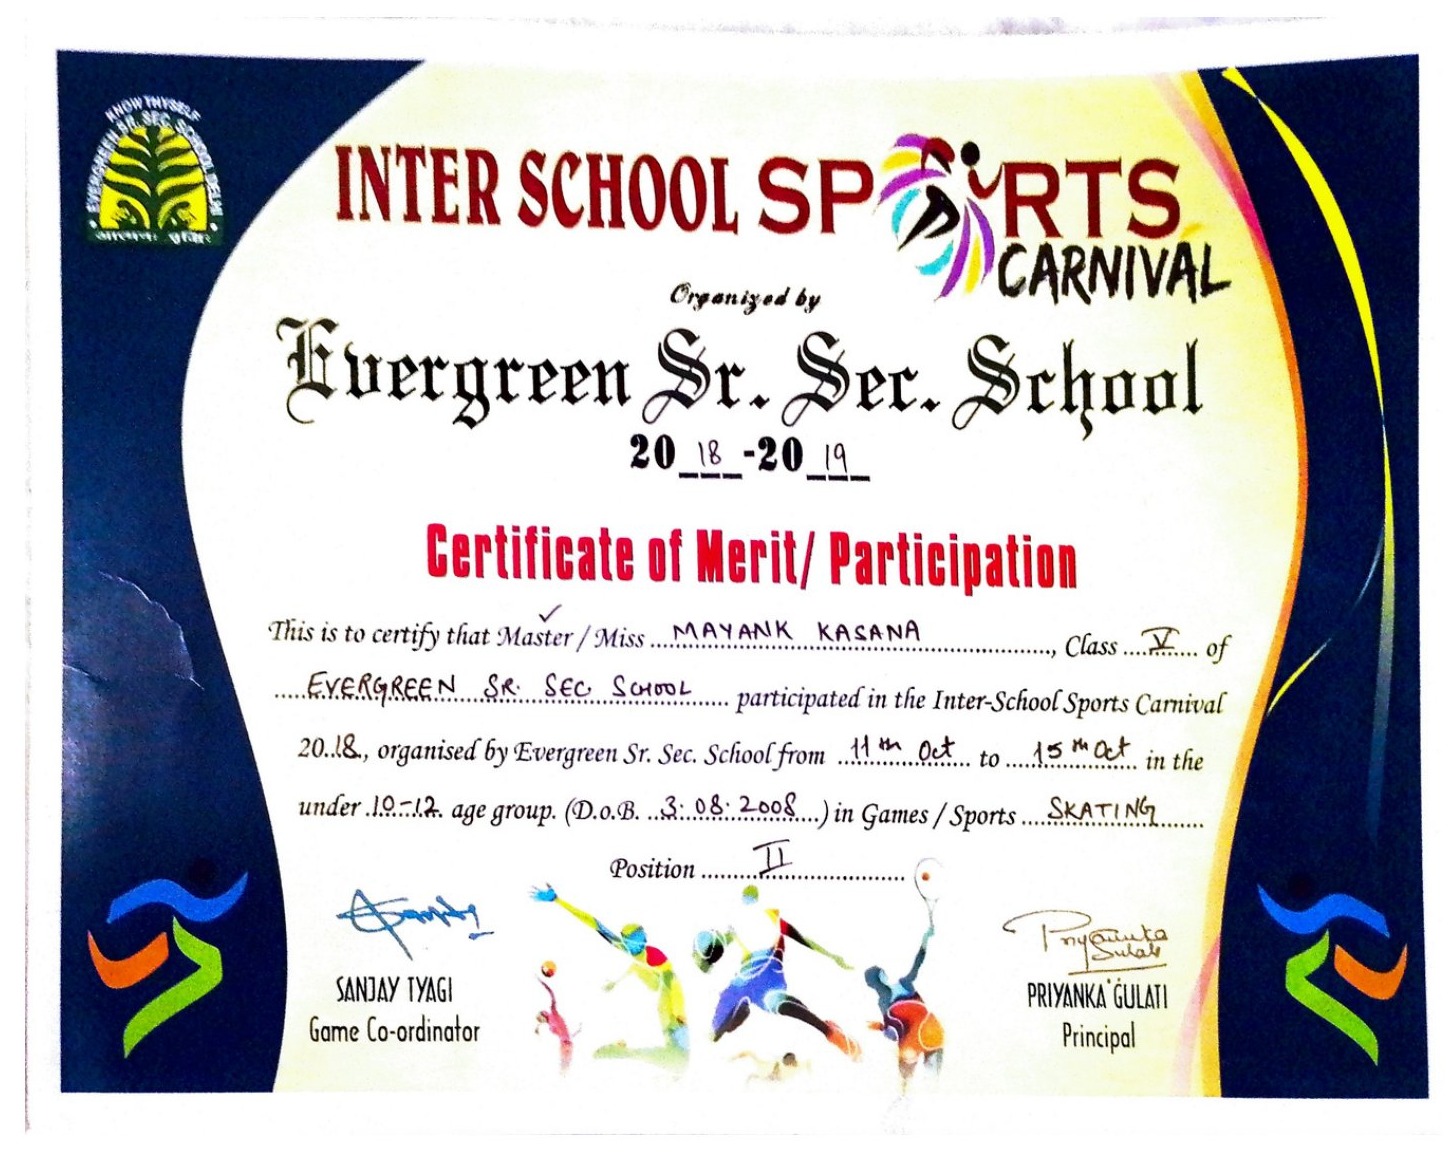 KNOW THYSELF
EVERGREEN SR. SEC. SCHOOL DELHI
INTER SCHOOL SPORTS
CARNIVAL
Organized by
Evergreen Sr. Sec. School
20 18 -20 19
Certificate of Merit/ Participation
This is to certify that Master / Miss ... MAYANK KASANA ..., Class .... V .... of
..... EVERGREEN SR. SEC SCHOOL ..... participated in the Inter-School Sports Carnival
20..18., organised by Evergreen Sr. Sec. School from ..11th Oct.. to ....15th Oct.. in the
under .10-12. age group. (D.o.B. ..3:08:2008....) in Games / Sports ....SKATING.......
Position ........II....................
Sanjay
Priyanka Gulati
SANJAY TYAGI
PRIYANKA GULATI
Game Co-ordinator
Principal